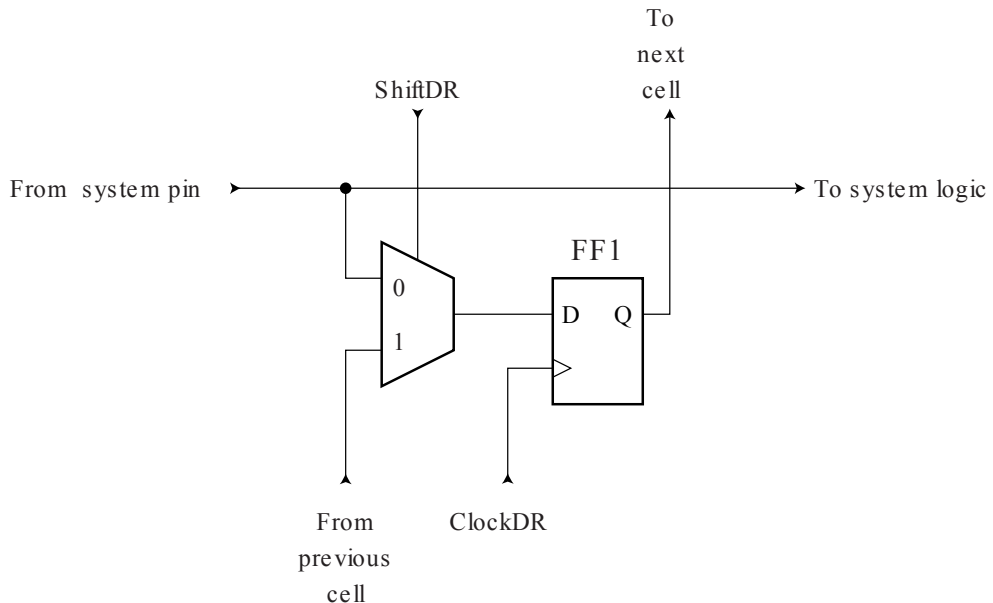 To
next
cell
ShiftDR
From system pin
To system logic
FF1
0
D Q
1
From
previous
cell
ClockDR